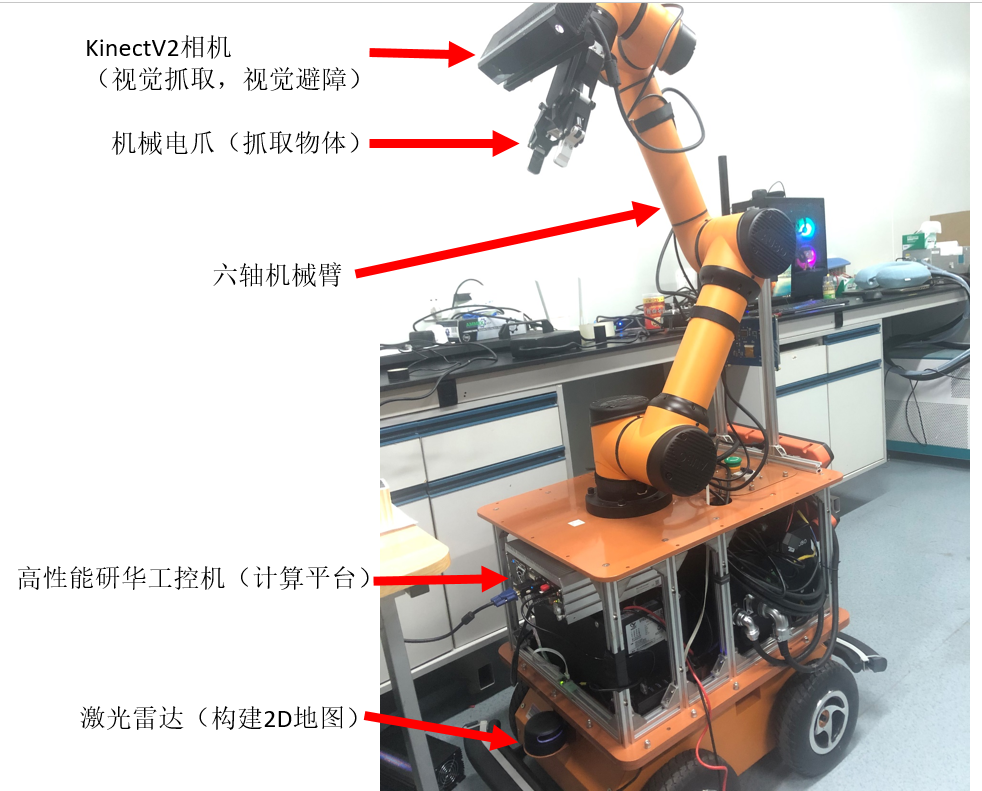 KinectV2相机
（视觉抓取，视觉避障）
机械电爪（抓取物体）
六轴机械臂
高性能研华工控机（计算平台）
激光雷达（构建2D地图）